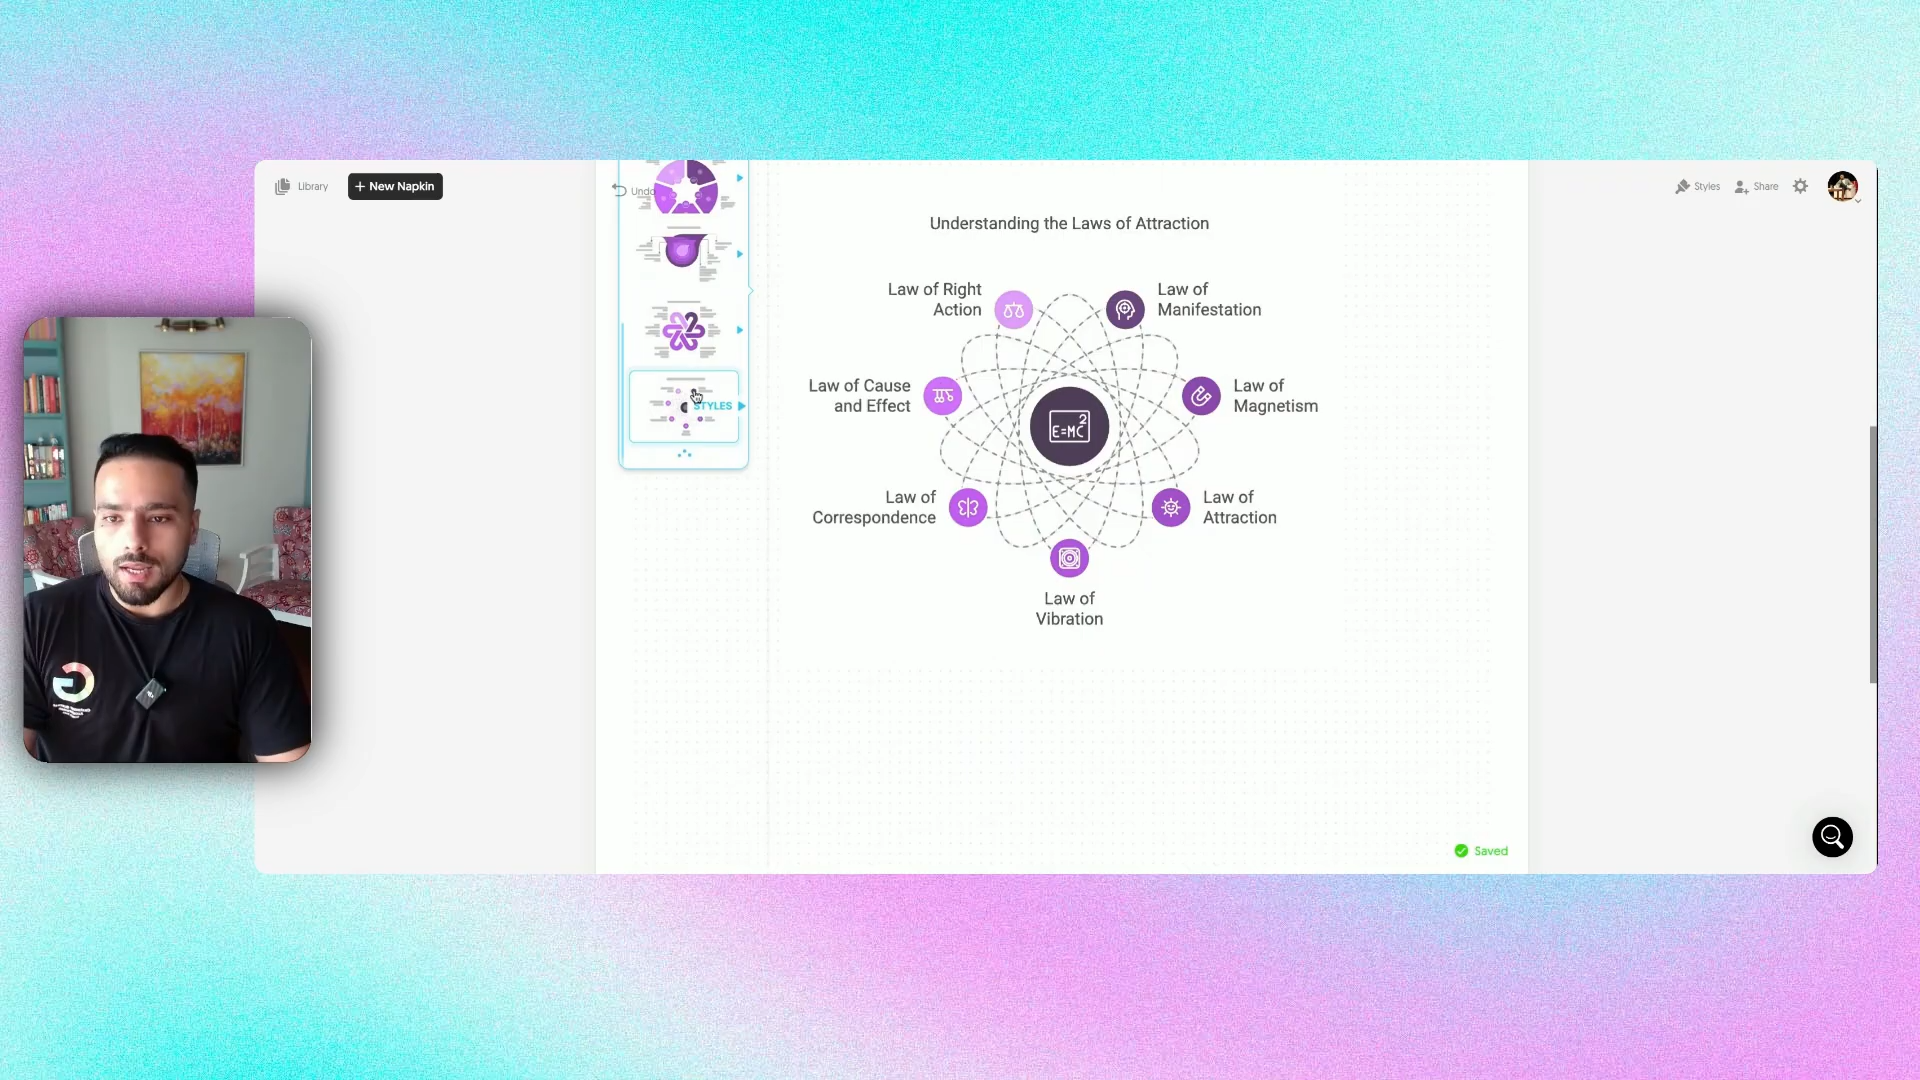 Library
+ New Napkin
Undo
Styles
Share
Understanding the Laws of Attraction
Law of Right
Action
Law of
Manifestation
Law of Cause
and Effect
Law of
Magnetism
E=MC2
STYLES
Law of
Correspondence
Law of
Attraction
Law of
Vibration
Saved